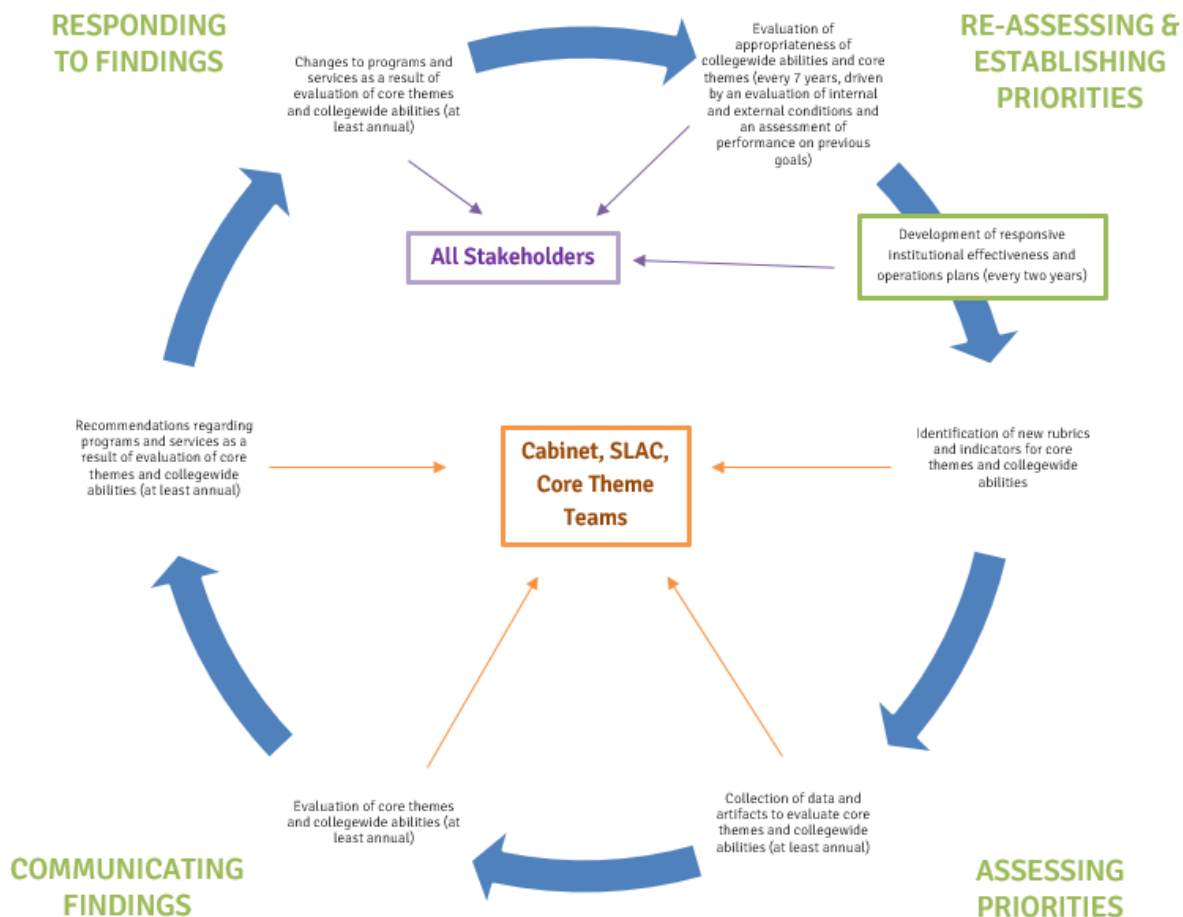 RESPONDING
TO FINDINGS
Changes to programs and
services as a result of
evaluation of core themes
and collegewide abilities (at
least annual)
Evaluation of
appropriateness of
collegewide abilities and core
themes (every 7 years, driven
by an evaluation of internal
and external conditions and
an assessment of
performance on previous
goals)
RE-ASSESSING &
ESTABLISHING
PRIORITIES
All Stakeholders
Development of responsive
institutional effectiveness and
operations plans (every two years)
Recommendations regarding
programs and services as a
result of evaluation of core
themes and collegewide
abilities (at least annual)
Cabinet, SLAC,
Core Theme
Teams
Identification of new rubrics
and indicators for core
themes and collegewide
abilities
Evaluation of core themes
and collegewide abilities (at
least annual)
Collection of data and
artifacts to evaluate core
themes and collegewide
abilities (at least annual)
COMMUNICATING
FINDINGS
ASSESSING
PRIORITIES